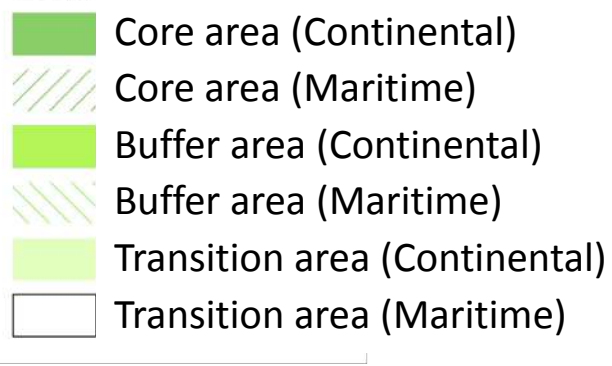 Core area (Continental)
Core area (Maritime)
Buffer area (Continental)
Buffer area (Maritime)
Transition area (Continental)
Transition area (Maritime)